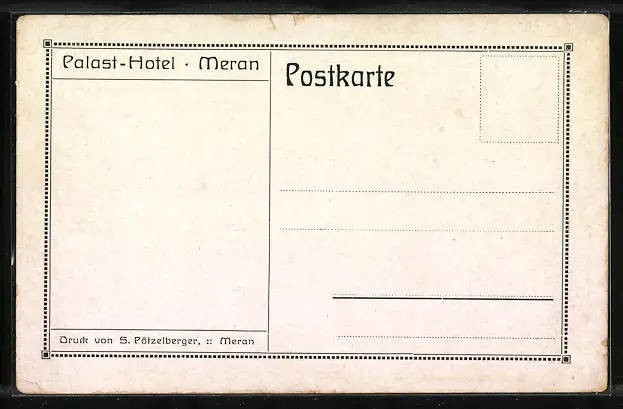 Palast-Hotel · Meran
Postkarte
Druck von S. Pötzelberger, :: Meran